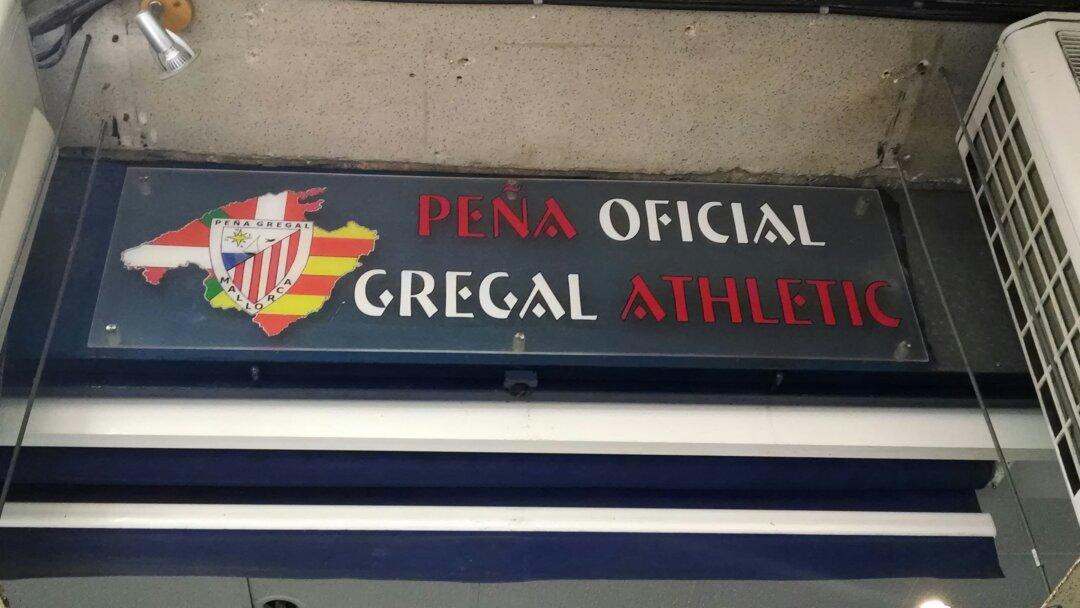 PEÑA GREGAL
MALLORCA
PEÑA OFICIAL
GREGAL ATHLETIC